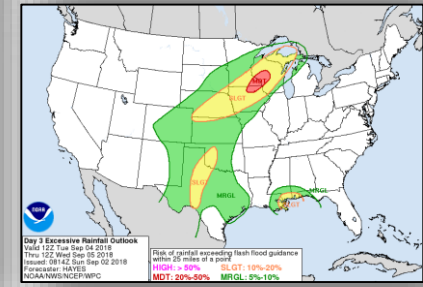 MDT
SLGT
SLGT
MRGL
MRGL
SLGT
NOAA
Day 3 Excessive Rainfall Outlook
Valid 12Z Tue Sep 04 2018
Thru 12Z Wed Sep 05 2018
Issued: 0814Z Sun Sep 02 2018
Forecaster: HAYES
NOAA/NWS/NCEP/WPC
Risk of rainfall exceeding flash flood guidance
within 25 miles of a point
HIGH: > 50% SLGT: 10%-20%
MDT: 20%-50% MRGL: 5%-10%